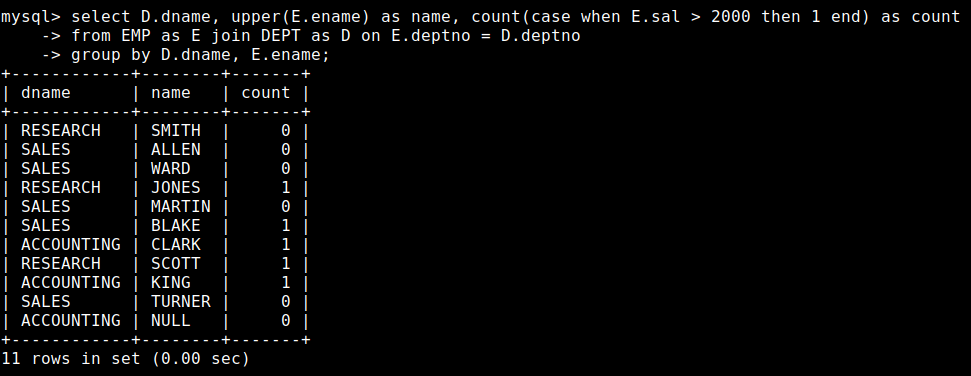 mysql> select D.dname, upper(E.ename) as name, count(case when E.sal > 2000 then 1 end) as count
    -> from EMP as E join DEPT as D on E.deptno = D.deptno
    -> group by D.dname, E.ename;
+------------+--------+-------+
| dname      | name   | count |
+------------+--------+-------+
| RESEARCH   | SMITH  |     0 |
| SALES      | ALLEN  |     0 |
| SALES      | WARD   |     0 |
| RESEARCH   | JONES  |     1 |
| SALES      | MARTIN |     0 |
| SALES      | BLAKE  |     1 |
| ACCOUNTING | CLARK  |     1 |
| RESEARCH   | SCOTT  |     1 |
| ACCOUNTING | KING   |     1 |
| SALES      | TURNER |     0 |
| ACCOUNTING | NULL   |     0 |
+------------+--------+-------+
11 rows in set (0.00 sec)